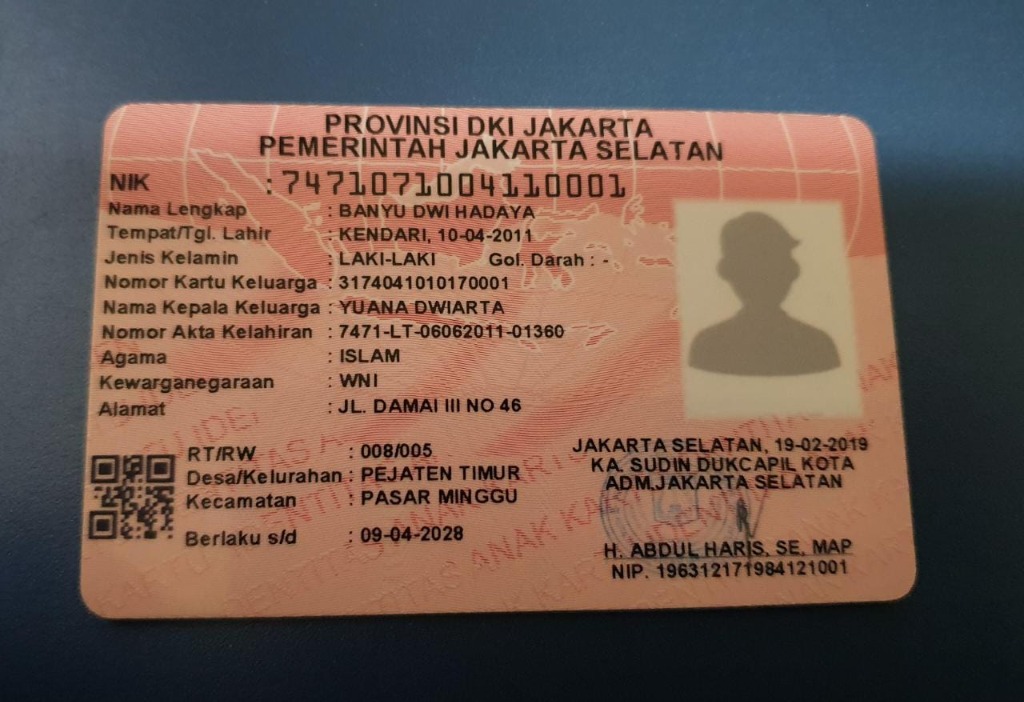 PROVINSI DKI JAKARTA
PEMERINTAH JAKARTA SELATAN
NIK : 7471071004110001
Nama Lengkap : BANYU DWI HADAYA
Tempat/Tgl. Lahir : KENDARI, 10-04-2011
Jenis Kelamin : LAKI-LAKI Gol. Darah : -
Nomor Kartu Keluarga : 3174041010170001
Nama Kepala Keluarga : YUANA DWIARTA
Nomor Akta Kelahiran : 7471-LT-06062011-01360
Agama : ISLAM
Kewarganegaraan : WNI
Alamat : JL. DAMAI III NO 46
RT/RW : 008/005
Desa/Kelurahan : PEJATEN TIMUR
Kecamatan : PASAR MINGGU
Berlaku s/d : 09-04-2028
JAKARTA SELATAN, 19-02-2019
KA. SUDIN DUKCAPIL KOTA
ADM.JAKARTA SELATAN
H. ABDUL HARIS, SE, MAP
NIP. 196312171984121001